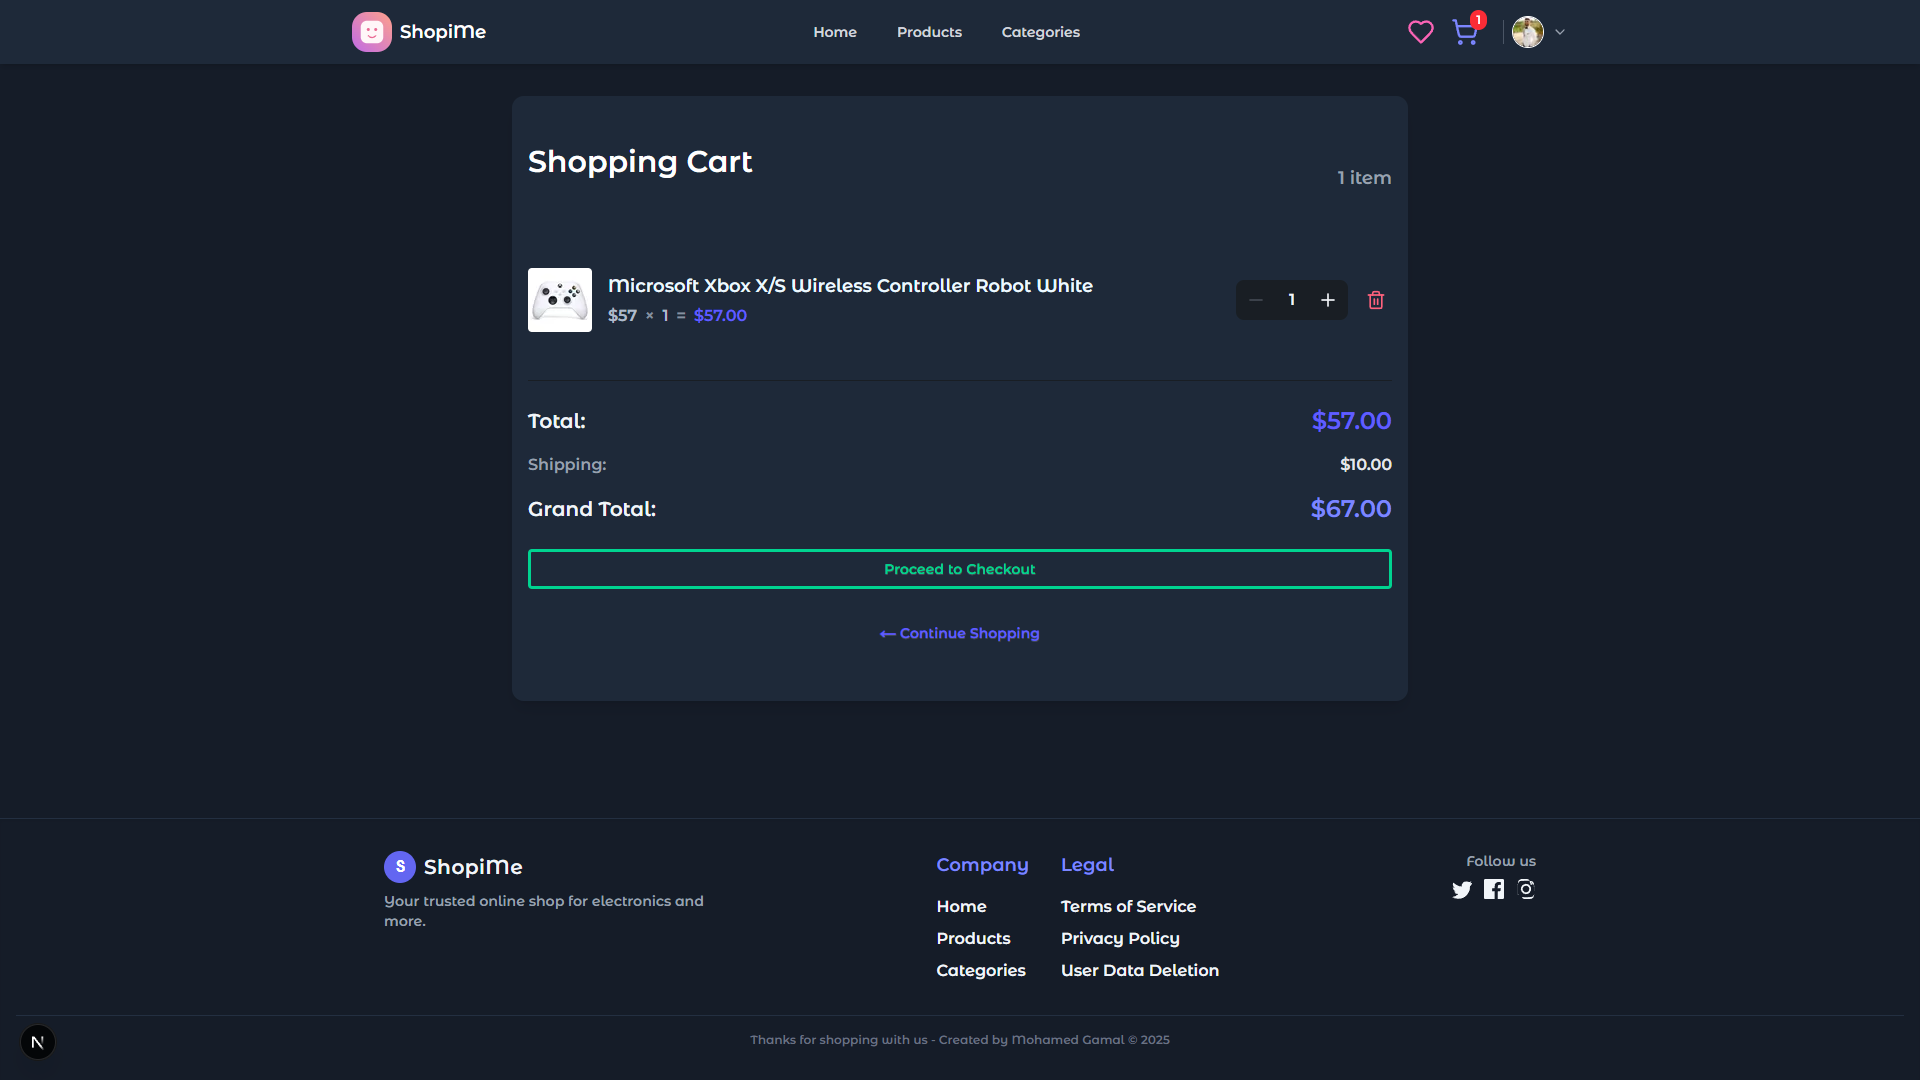 ShopiMe
Home
Products
Categories
1
Shopping Cart
1 item
Microsoft Xbox X/S Wireless Controller Robot White
$57 × 1 = $57.00
1
Total:
$57.00
Shipping:
$10.00
Grand Total:
$67.00
Proceed to Checkout
← Continue Shopping
S
ShopiMe
Your trusted online shop for electronics and
more.
Company
Home
Products
Categories
Legal
Terms of Service
Privacy Policy
User Data Deletion
Follow us
N
Thanks for shopping with us - Created by Mohamed Gamal © 2025